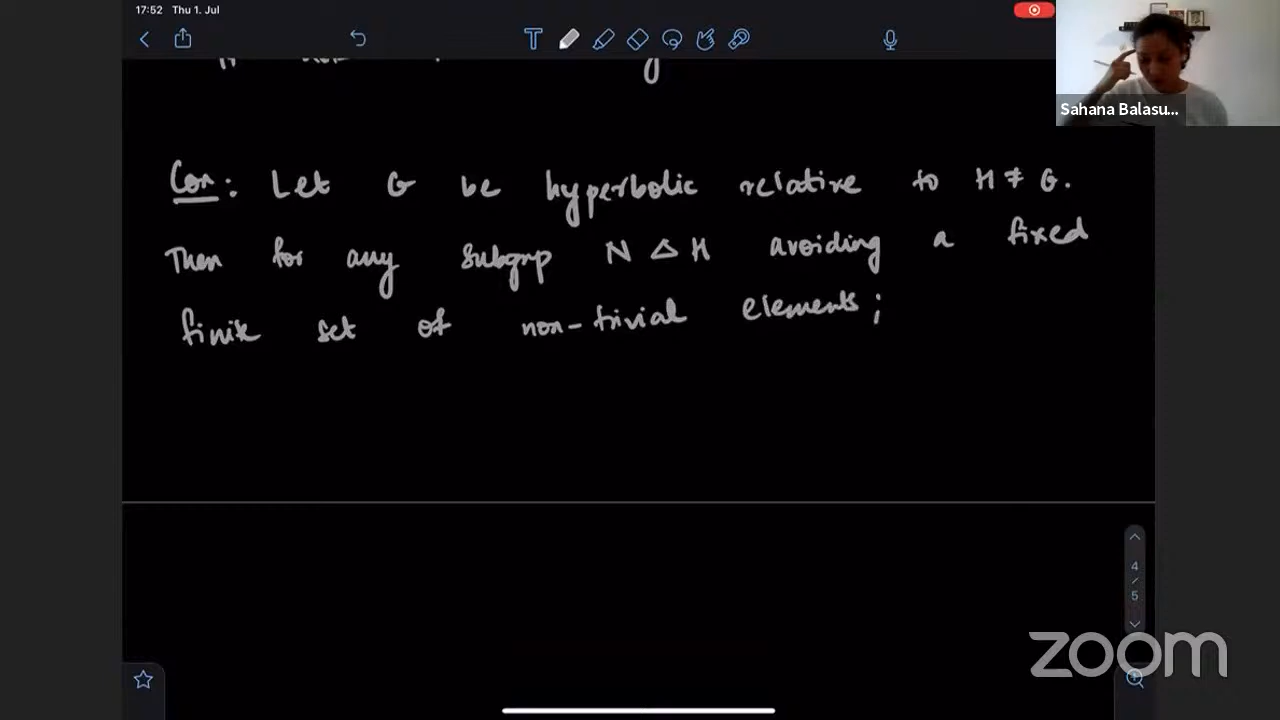 17:52 Thu 1. Jul
Sahana Balasu...
Cor: Let G be hyperbolic relative to H ≠ G.
Then for any subgrp N Δ H avoiding a fixed
finite set of non-trivial elements;
4
/
5
zoom